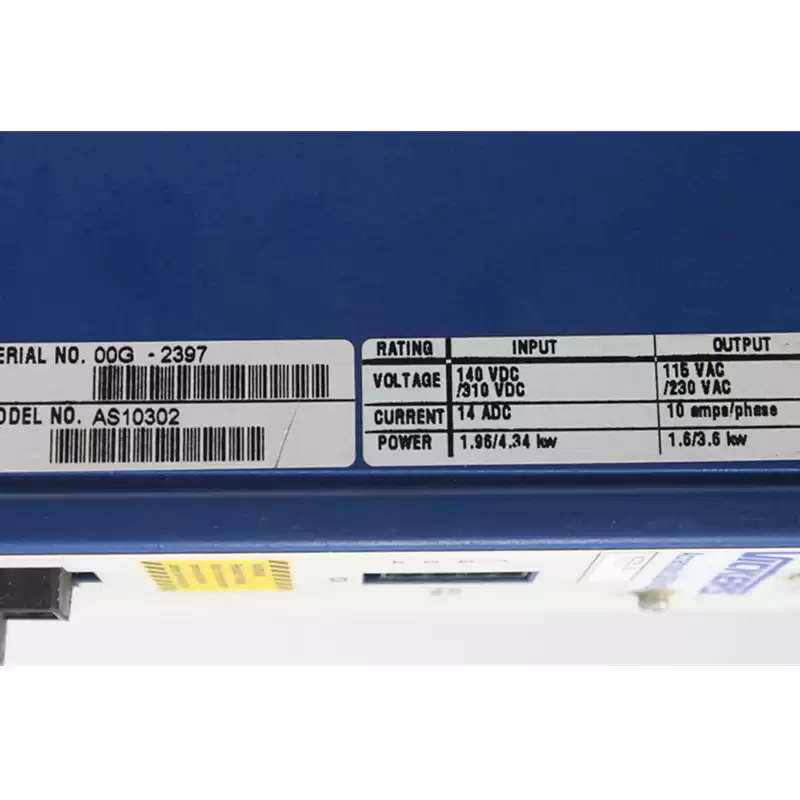 ERIAL NO. 00G - 2397
ODEL NO. AS10302
RATING INPUT OUTPUT
VOLTAGE 140 VDC /310 VDC 115 VAC /230 VAC
CURRENT 14 ADC 10 amps/phase
POWER 1.96/4.34 kw 1.6/3.6 kw
VICKERS